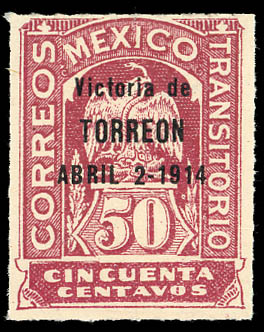 CORREOS
MEXICO
TRANSITORIO
Victoria de
TORREON
ABRIL 2-1914
50
CINCUENTA
CENTAVOS